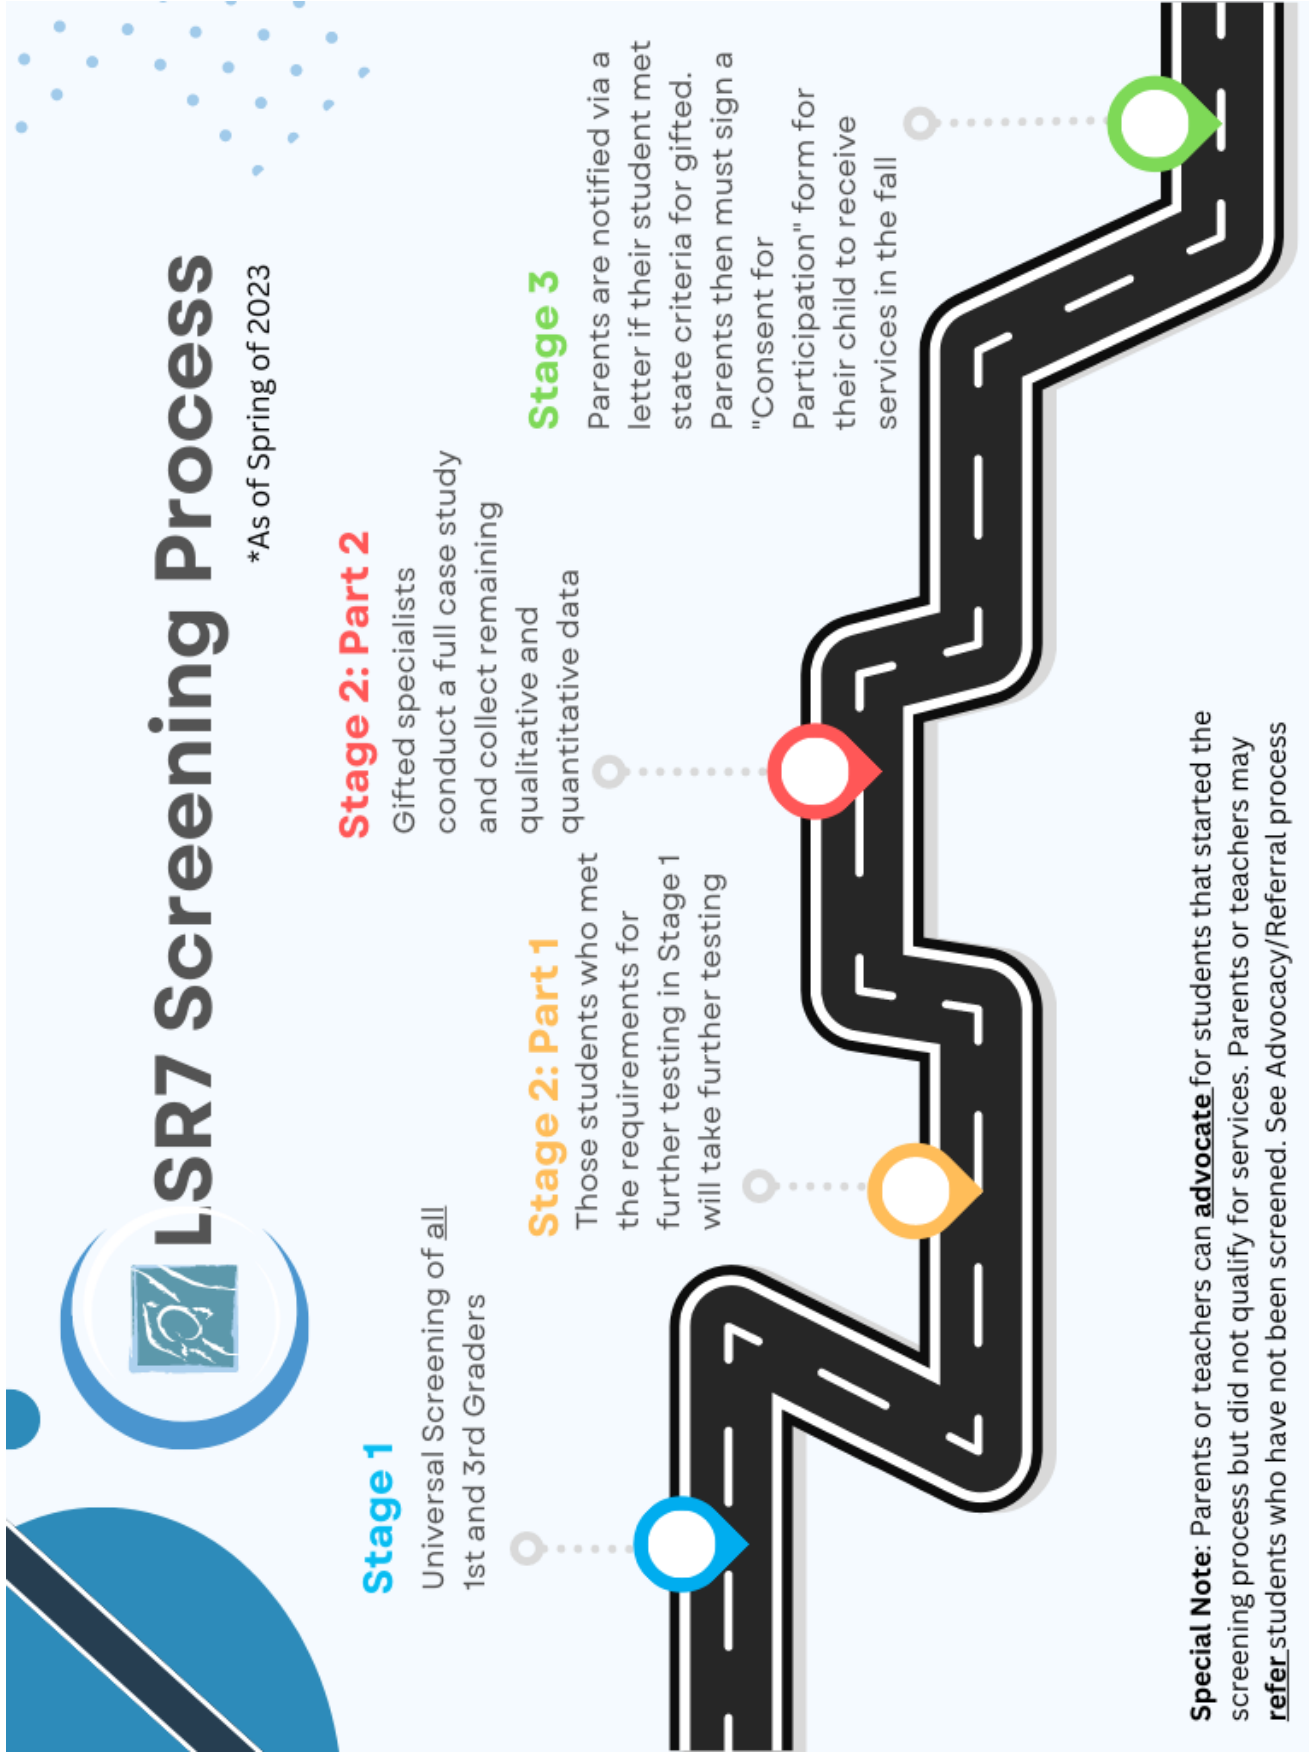 LSR7 Screening Process
*As of Spring of 2023
Stage 1
Universal Screening of all
1st and 3rd Graders
Stage 2: Part 1
Those students who met
the requirements for
further testing in Stage 1
will take further testing
Stage 2: Part 2
Gifted specialists
conduct a full case study
and collect remaining
qualitative and
quantitative data
Stage 3
Parents are notified via a
letter if their student met
state criteria for gifted.
Parents then must sign a
"Consent for
Participation" form for
their child to receive
services in the fall
Special Note: Parents or teachers can advocate for students that started the
screening process but did not qualify for services. Parents or teachers may
refer students who have not been screened. See Advocacy/Referral process